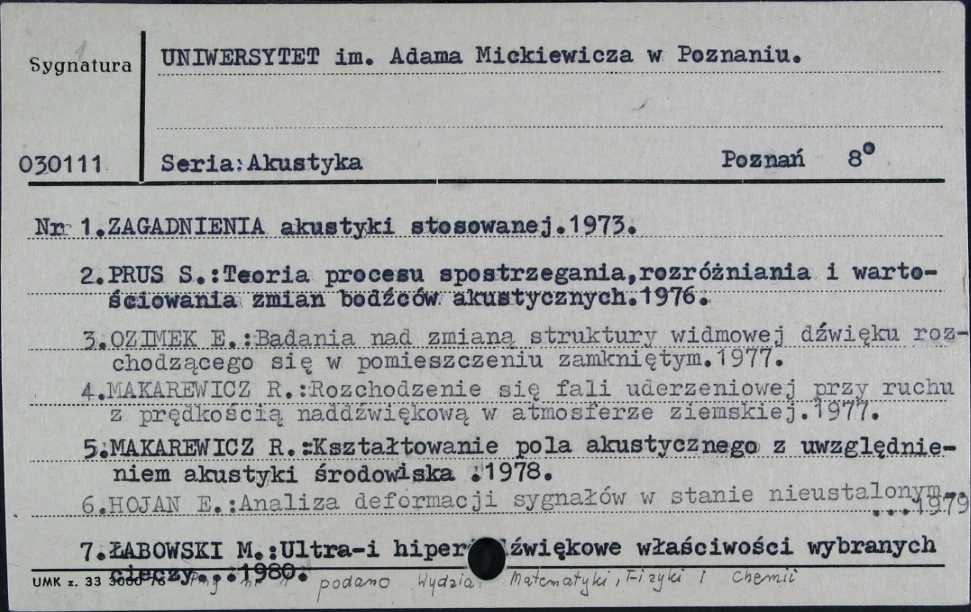 Sygnatura
UNIWERSYTET im. Adama Mickiewicza w Poznaniu.
030111
Seria:Akustyka Poznań 8°
Nr 1.ZAGADNIENIA akustyki stosowanej.1973.
2.PRUS S.:Teoria procesu spostrzegania,rozróżniania i warto-
ściowania zmian bodźców akustycznych.1976.
3.OZIMEK E.:Badania nad zmianą struktury widmowej dźwięku roz-
chodzącego się w pomieszczeniu zamkniętym.1977.
4.MAKAREWICZ R.:Rozchodzenie się fali uderzeniowej przy ruchu
z prędkością naddźwiękową w atmosferze ziemskiej.1977.
5.MAKAREWICZ R.:Kształtowanie pola akustycznego z uwzględnie-
niem akustyki środowiska .1978.
6.HOJAN E.:Analiza deformacji sygnałów w stanie nieustalonym..
...1979
7.ŁABOWSKI M.:Ultra-i hiper dźwiękowe właściwości wybranych
cieczy...1980.
UMK z. 33 3000 76 podano Wydział Matematyki, Fizyki i Chemii